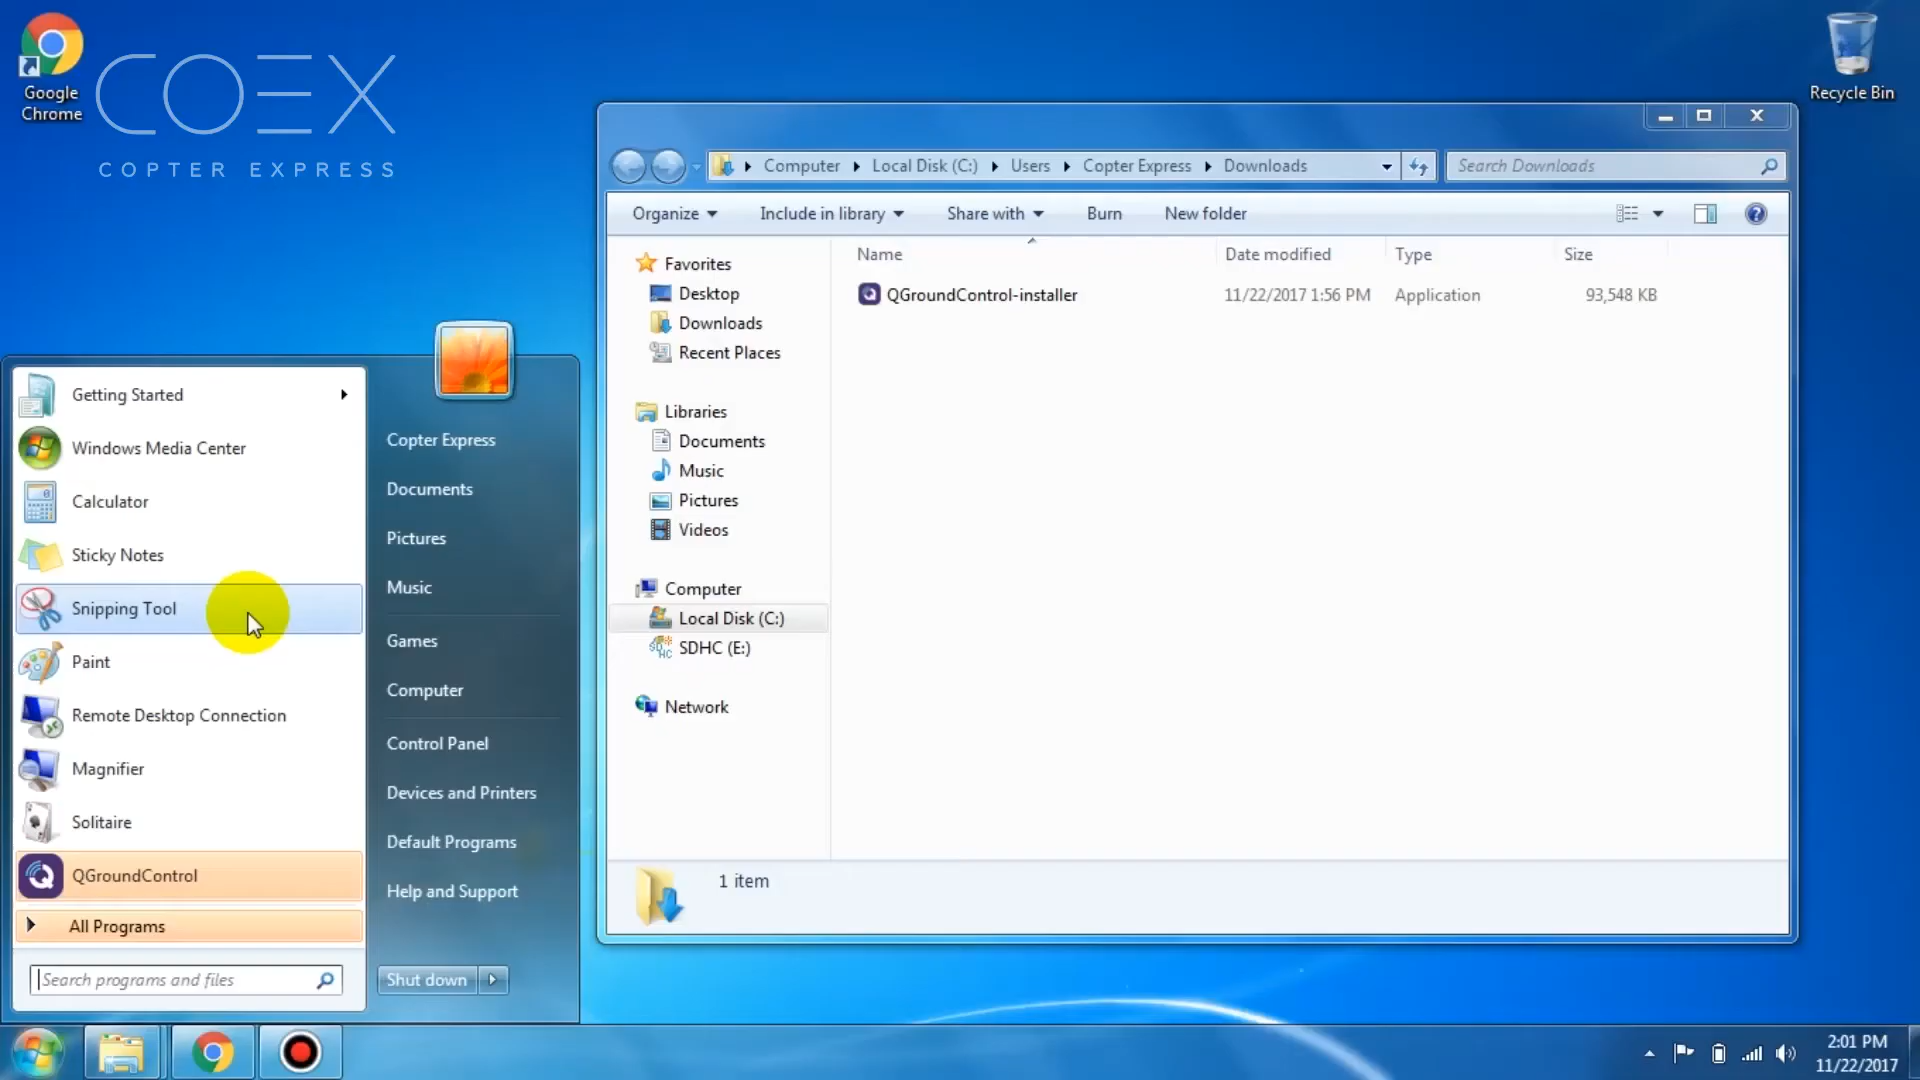 Google
Chrome
COEX
COPTER EXPRESS
Recycle Bin
Computer
Local Disk (C:)
Users
Copter Express
Downloads
Search Downloads
Organize
Include in library
Share with
Burn
New folder
Name
Date modified
Type
Size
QGroundControl-installer
11/22/2017 1:56 PM
Application
93,548 KB
Favorites
Desktop
Downloads
Recent Places
Libraries
Documents
Music
Pictures
Videos
Computer
Local Disk (C:)
SDHC (E:)
Network
1 item
Getting Started
Windows Media Center
Calculator
Sticky Notes
Snipping Tool
Paint
Remote Desktop Connection
Magnifier
Solitaire
QGroundControl
All Programs
Search programs and files
Copter Express
Documents
Pictures
Music
Games
Computer
Control Panel
Devices and Printers
Default Programs
Help and Support
Shut down
2:01 PM
11/22/2017